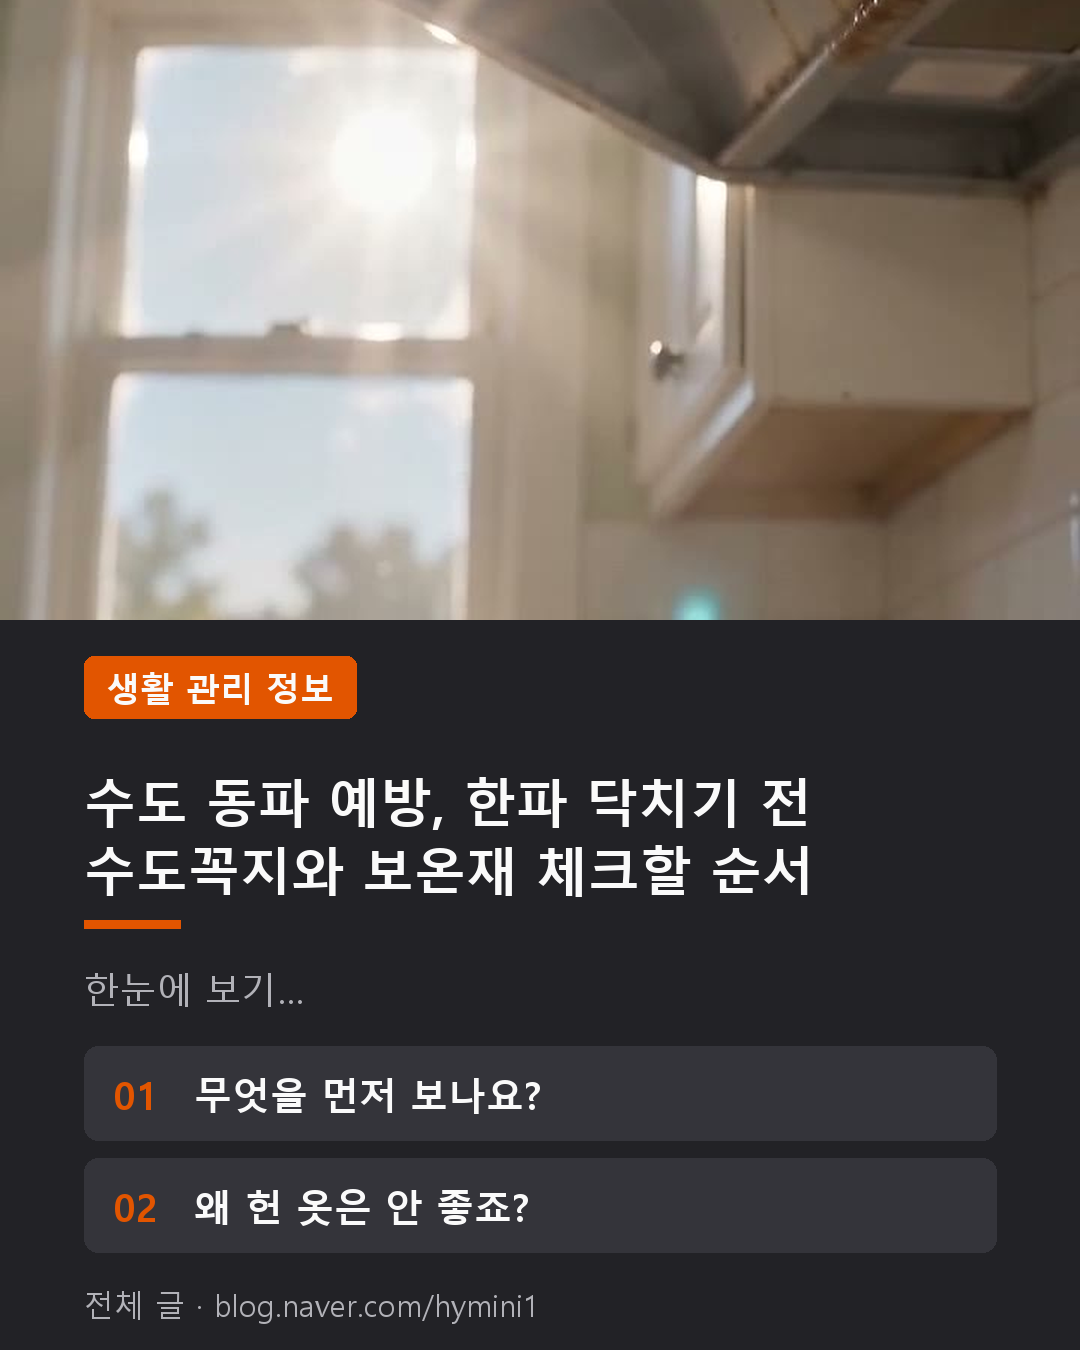 생활 관리 정보
수도 동파 예방, 한파 닥치기 전
수도꼭지와 보온재 체크할 순서
한눈에 보기...
01 무엇을 먼저 보나요?
02 왜 헌 옷은 안 좋죠?
전체 글 · blog.naver.com/hymini1